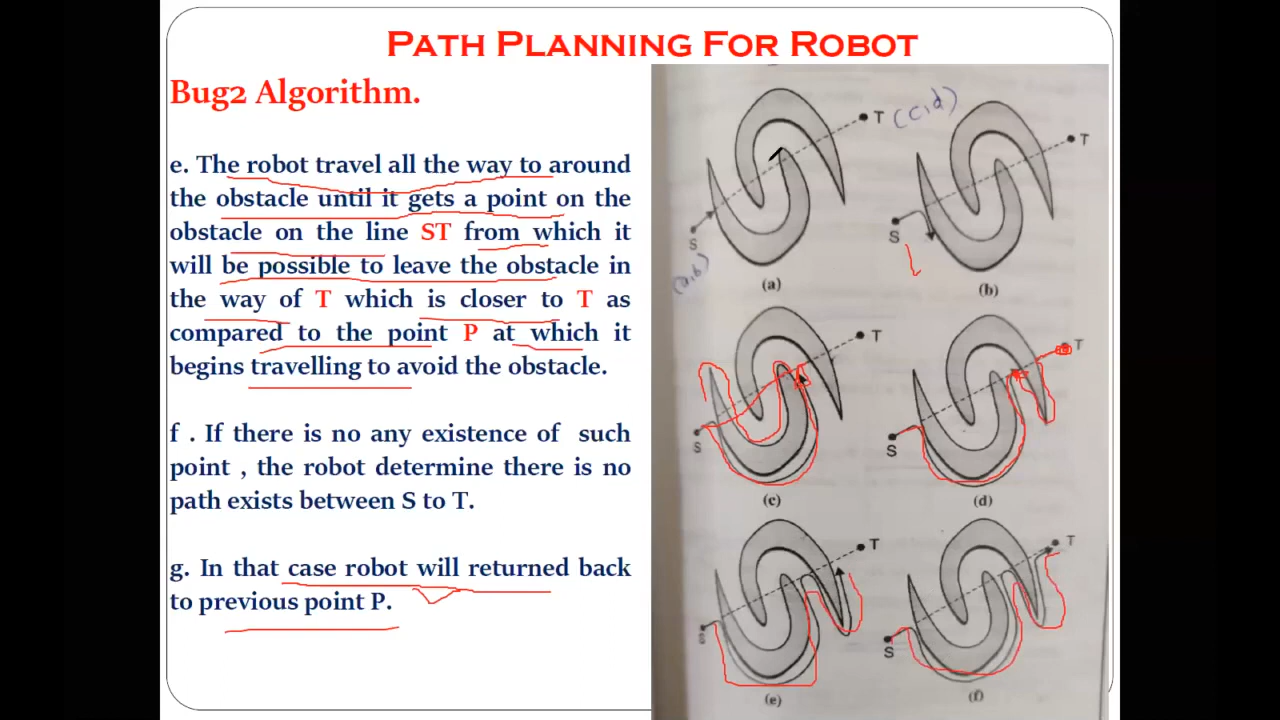 PATH PLANNING FOR ROBOT
Bug2 Algorithm.
e. The robot travel all the way to around
the obstacle until it gets a point on the
obstacle on the line ST from which it
will be possible to leave the obstacle in
the way of T which is closer to T as
compared to the point P at which it
begins travelling to avoid the obstacle.
f . If there is no any existence of such
point , the robot determine there is no
path exists between S to T.
g. In that case robot will returned back
to previous point P.
T
(c,d)
T
S
S
(a,b)
(a)
(b)
T
T
S
S
(c)
(d)
T
T
S
S
(e)
(f)